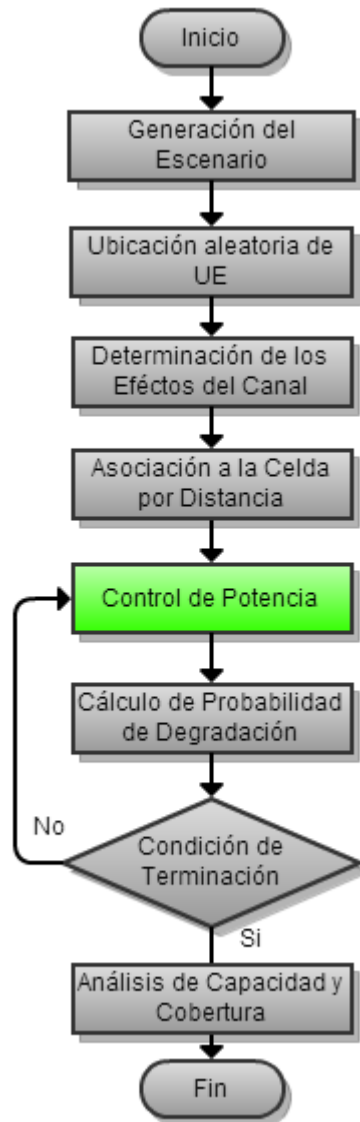 Inicio
Generación del
Escenario
Ubicación aleatoria de
UE
Determinación de los
Eféctos del Canal
Asociación a la Celda
por Distancia
Control de Potencia
Cálculo de Probabilidad
de Degradación
No
Condición de
Terminación
Si
Análisis de Capacidad y
Cobertura
Fin